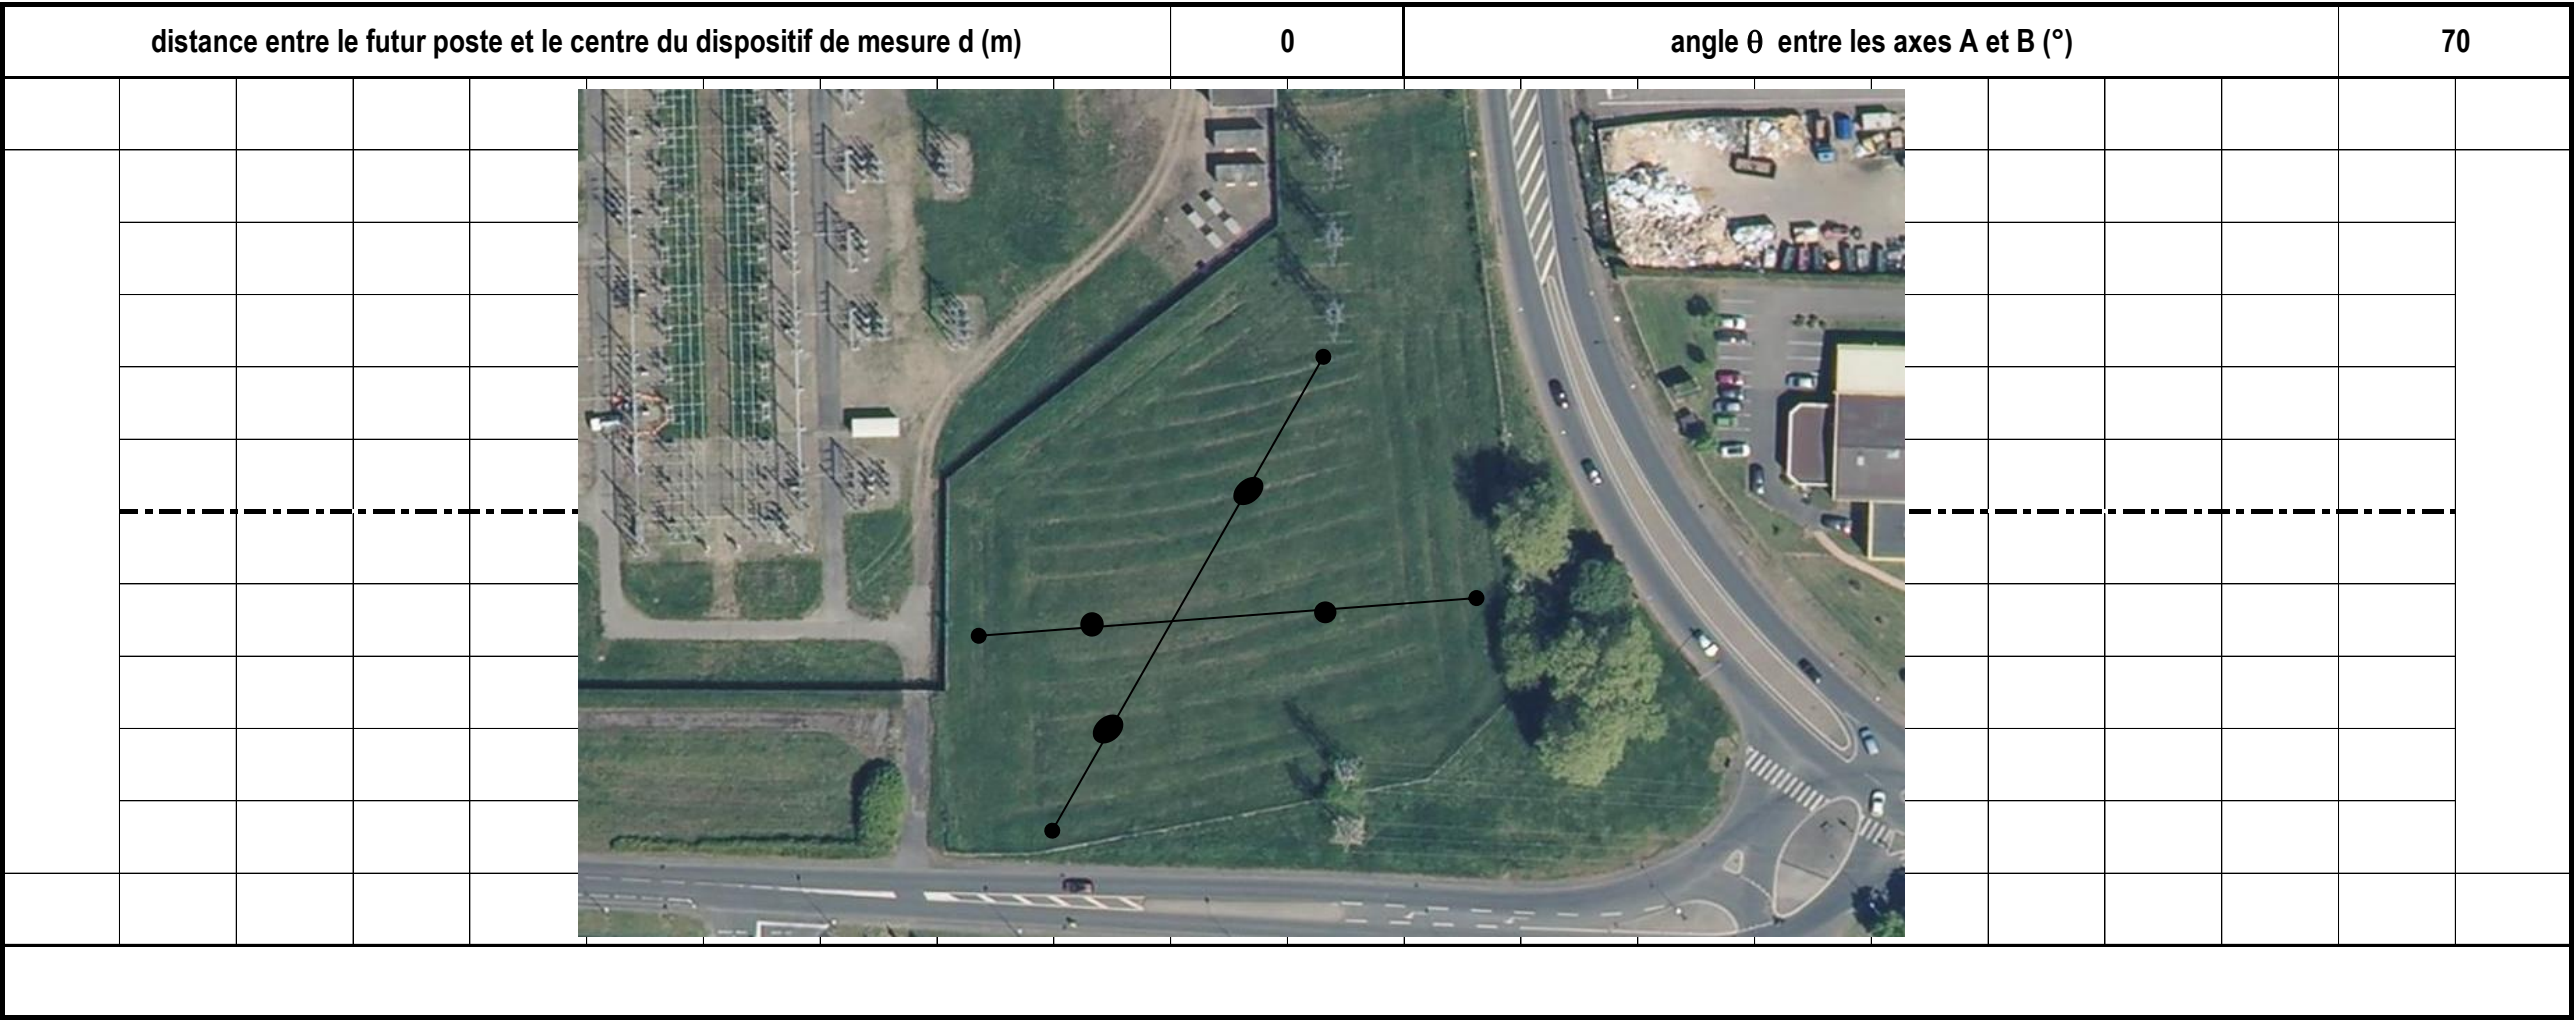 distance entre le futur poste et le centre du dispositif de mesure d (m) 0 angle θ entre les axes A et B (°) 70